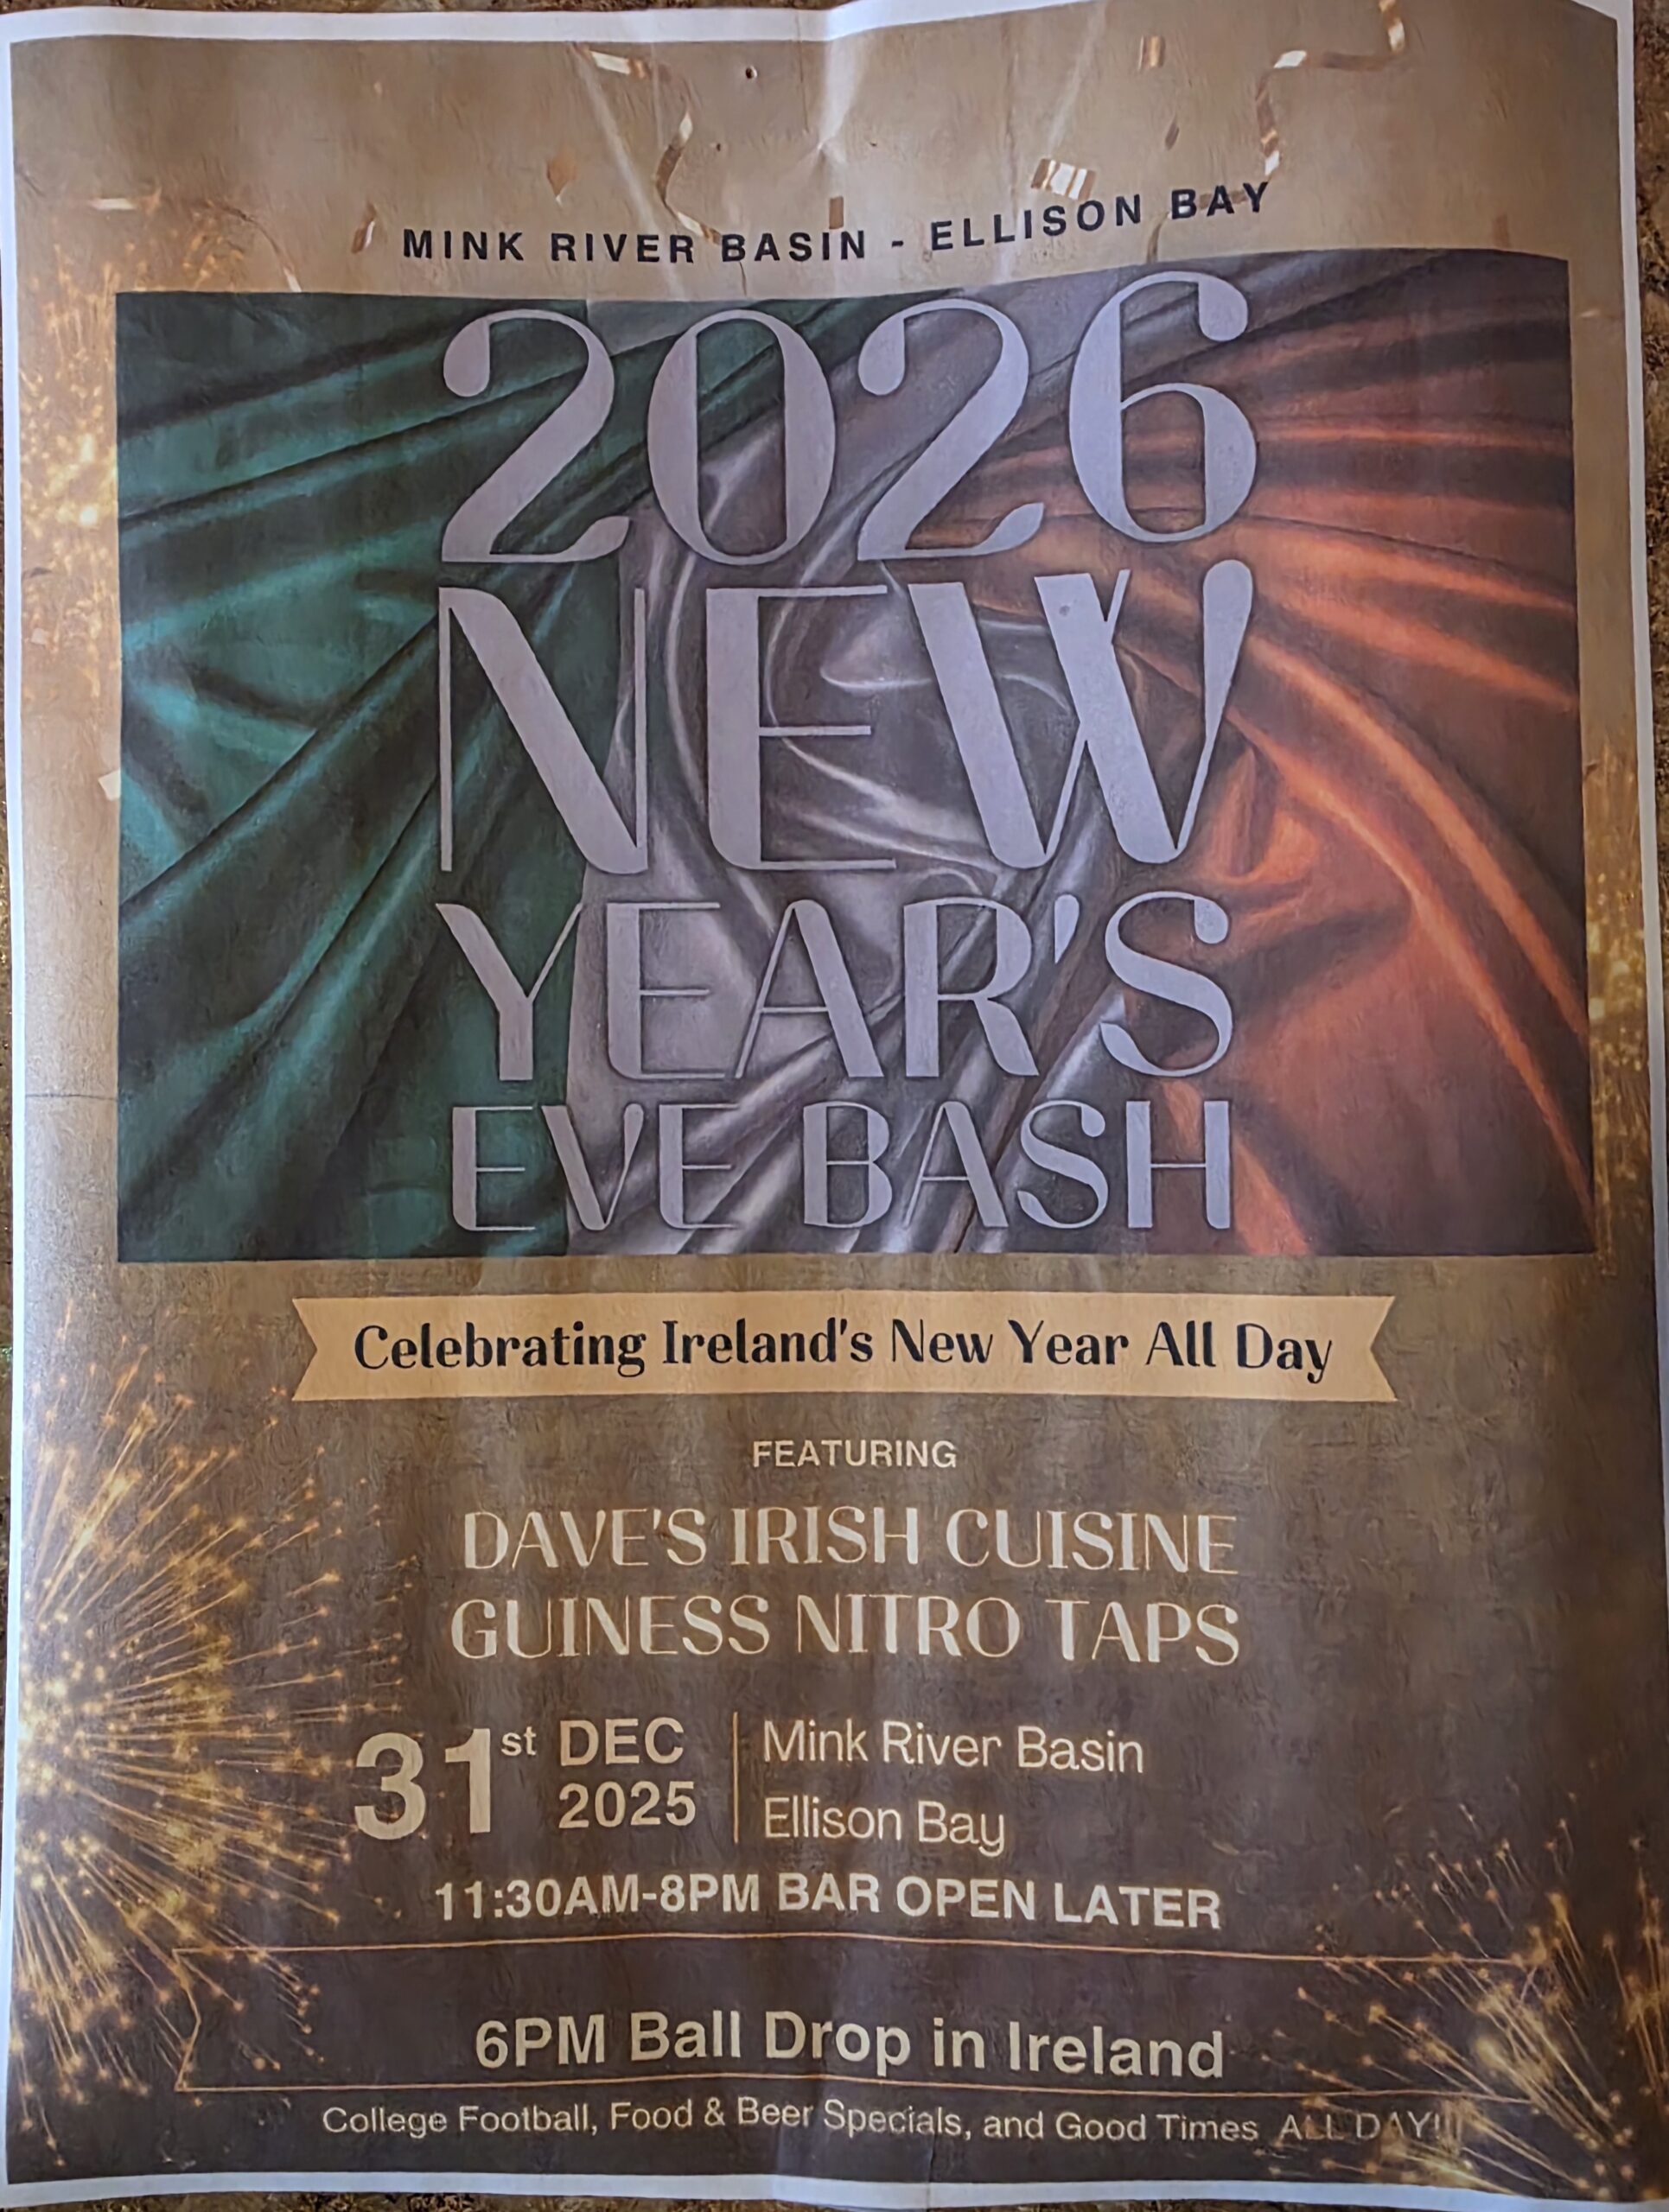 MINK RIVER BASIN - ELLISON BAY
2026
NEW
YEAR'S
EVE BASH
Celebrating Ireland's New Year All Day
FEATURING
DAVE'S IRISH CUISINE
GUINESS NITRO TAPS
31st DEC 2025
Mink River Basin
Ellison Bay
11:30AM-8PM BAR OPEN LATER
6PM Ball Drop in Ireland
College Football, Food & Beer Specials, and Good Times ALL DAY!!!